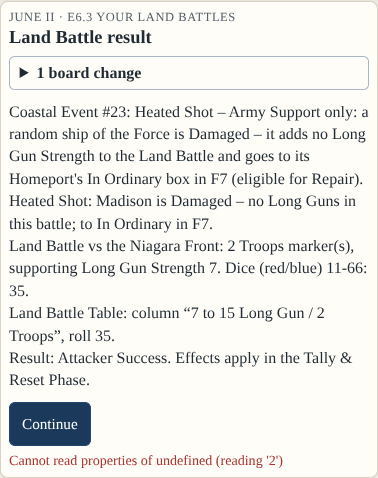 JUNE II · E6.3 YOUR LAND BATTLES
Land Battle result
▶ 1 board change
Coastal Event #23: Heated Shot – Army Support only: a
random ship of the Force is Damaged – it adds no Long
Gun Strength to the Land Battle and goes to its
Homeport's In Ordinary box in F7 (eligible for Repair).
Heated Shot: Madison is Damaged – no Long Guns in
this battle; to In Ordinary in F7.
Land Battle vs the Niagara Front: 2 Troops marker(s),
supporting Long Gun Strength 7. Dice (red/blue) 11-66:
35.
Land Battle Table: column “7 to 15 Long Gun / 2
Troops”, roll 35.
Result: Attacker Success. Effects apply in the Tally &
Reset Phase.
Continue
Cannot read properties of undefined (reading '2')